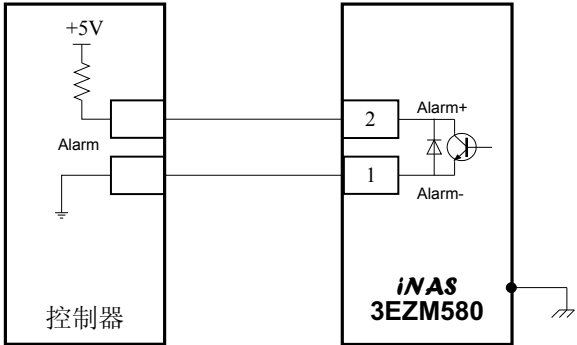 +5V
2
Alarm+
Alarm
1
Alarm-
iNAS
3EZM580
控制器